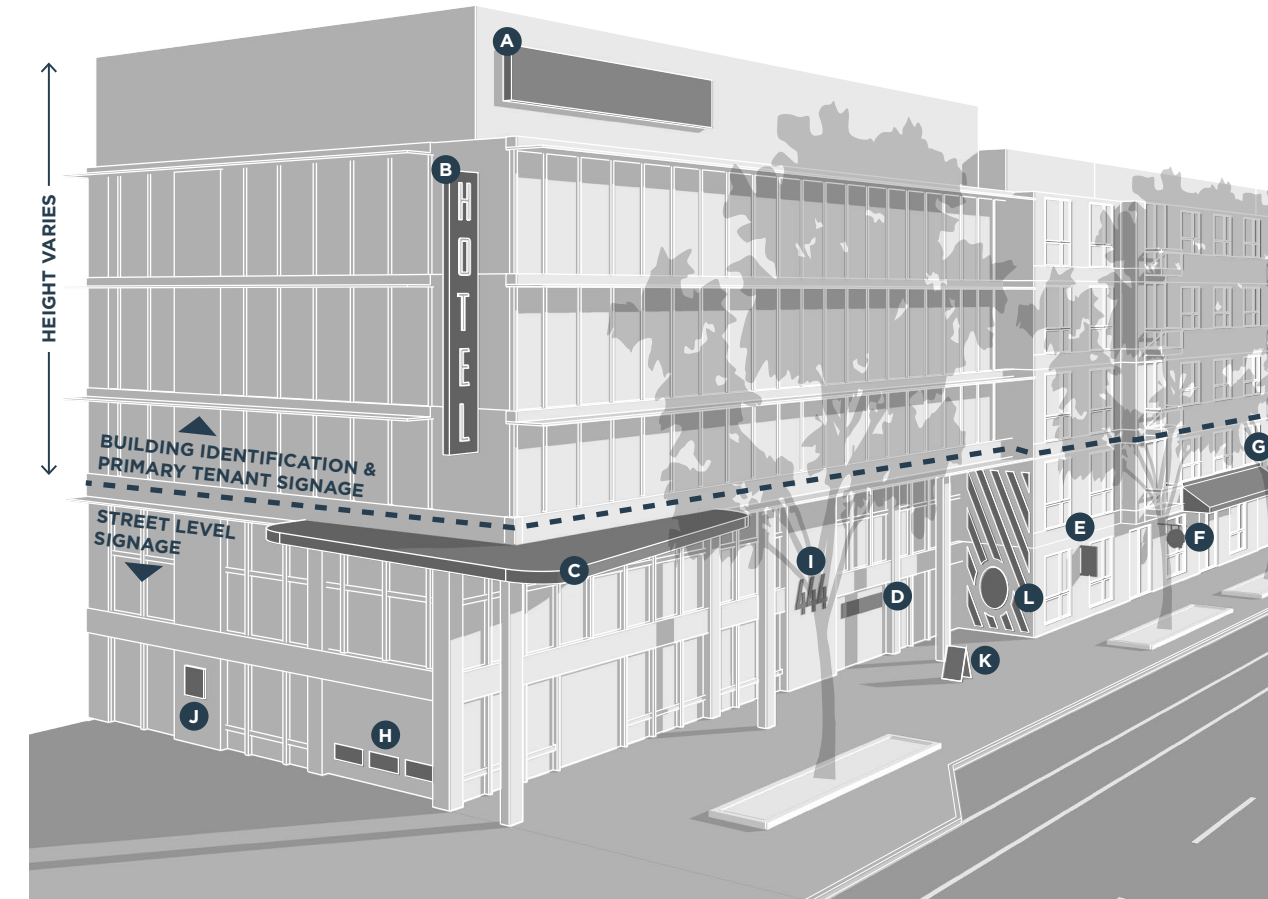 A
B
HOTEL
HEIGHT VARIES
BUILDING IDENTIFICATION &
PRIMARY TENANT SIGNAGE
STREET LEVEL
SIGNAGE
G
E
F
I
C
D
L
444
K
J
H